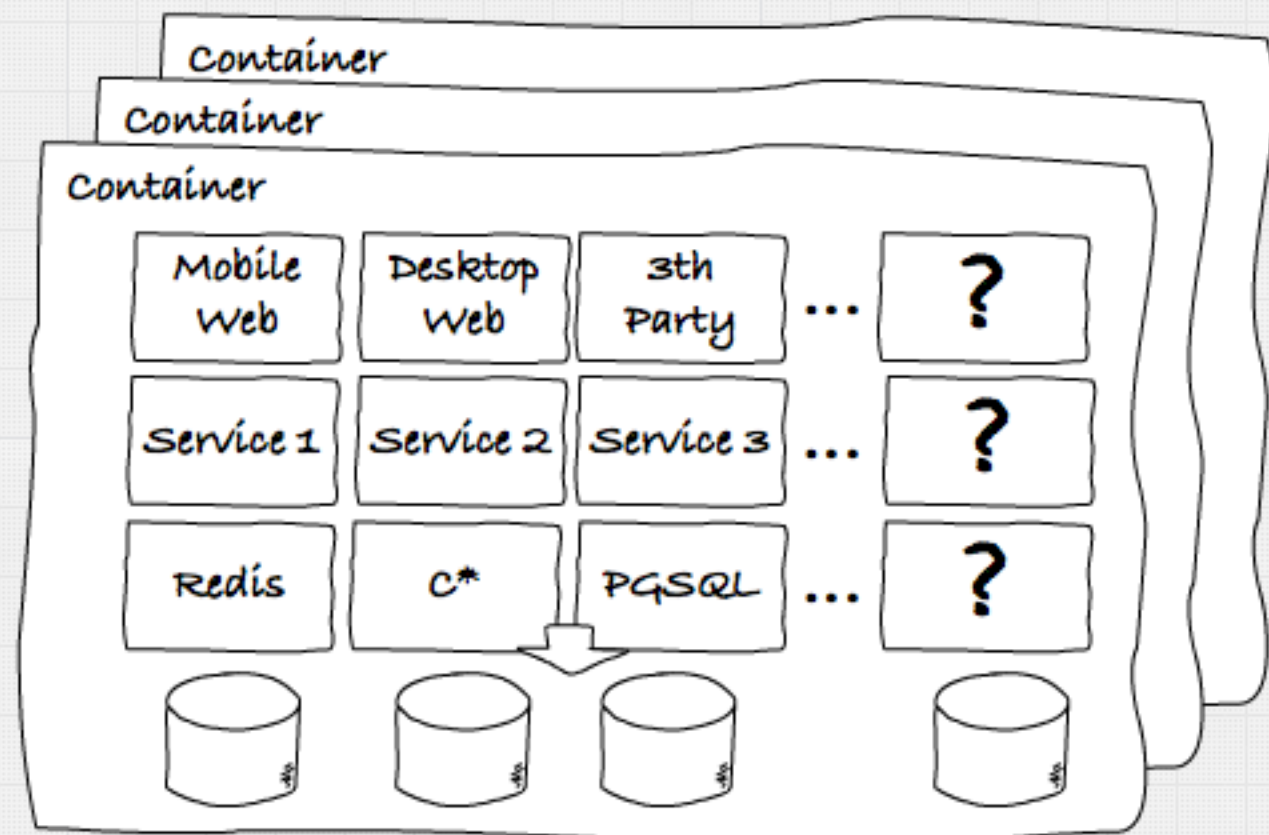 Container
Container
Container
Mobile Web
Desktop Web
3th Party
...
?
Service 1
Service 2
Service 3
...
?
Redis
C*
PGSQL
...
?